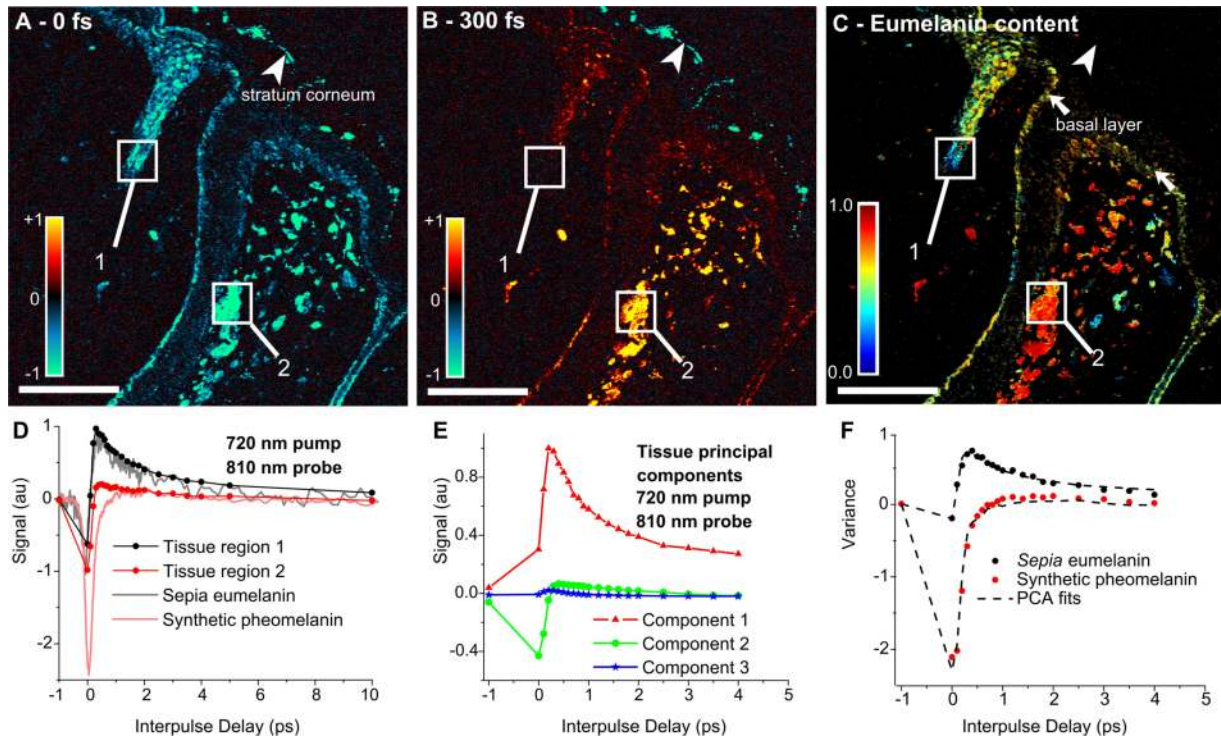 A - 0 fs
stratum corneum
+1
0
-1
1
2
B - 300 fs
+1
0
-1
1
2
C - Eumelanin content
basal layer
1.0
0.0
1
2
D
720 nm pump
810 nm probe
Signal (au)
1
0
-1
-2
Tissue region 1
Tissue region 2
Sepia eumelanin
Synthetic pheomelanin
-1 0 2 4 6 8 10
Interpulse Delay (ps)
E
Tissue principal
components
720 nm pump
810 nm probe
Signal (au)
0.8
0.4
0.0
-0.4
Component 1
Component 2
Component 3
-1 0 1 2 3 4 5
Interpulse Delay (ps)
F
Variance
1
0
-1
-2
Sepia eumelanin
Synthetic pheomelanin
PCA fits
-1 0 1 2 3 4 5
Interpulse Delay (ps)